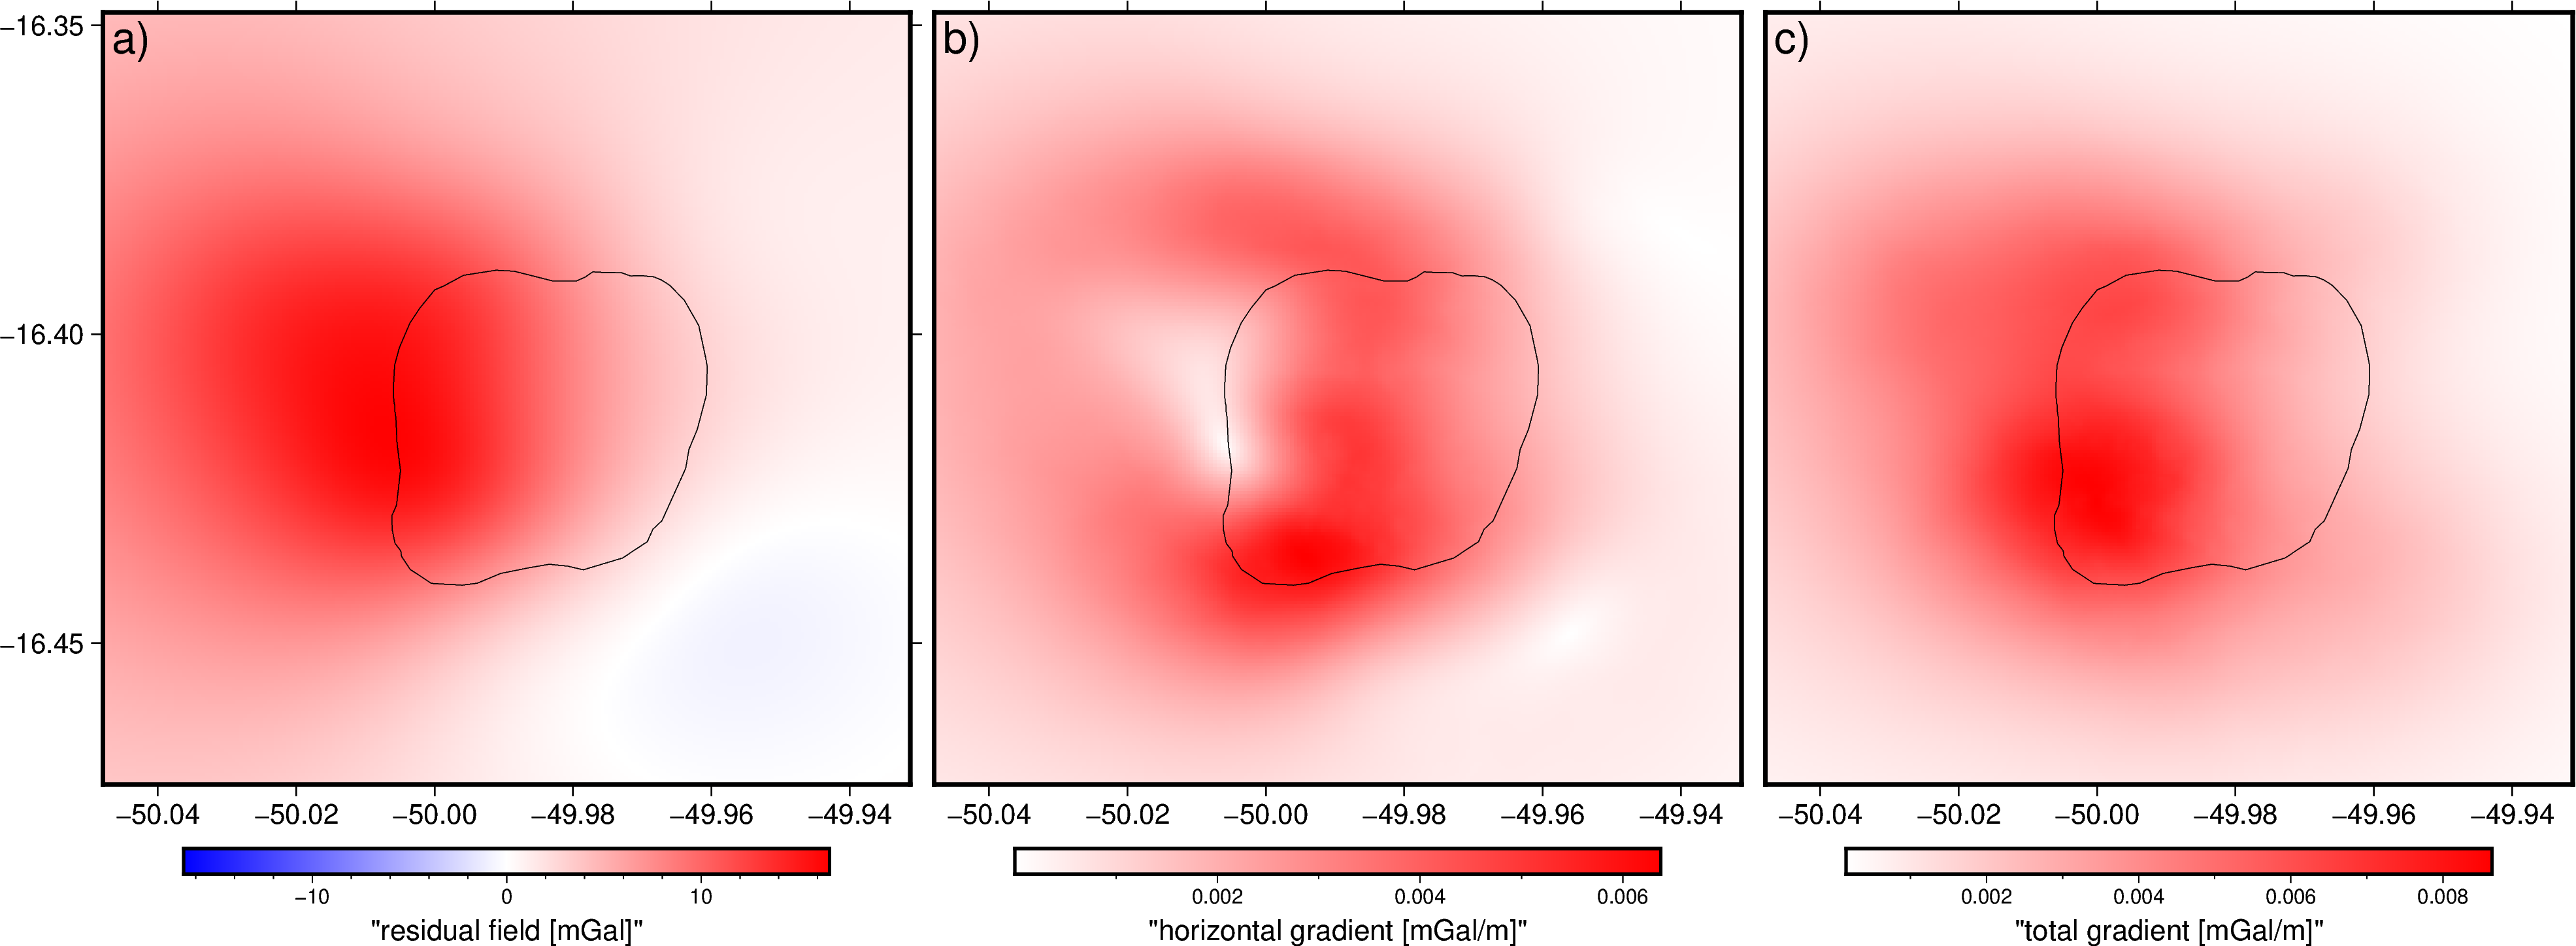 a) b) c)
−16.35
−16.40
−16.45
−50.04 −50.02 −50.00 −49.98 −49.96 −49.94 −50.04 −50.02 −50.00 −49.98 −49.96 −49.94 −50.04 −50.02 −50.00 −49.98 −49.96 −49.94
−10 0 10 0.002 0.004 0.006 0.002 0.004 0.006 0.008
"residual field [mGal]" "horizontal gradient [mGal/m]" "total gradient [mGal/m]"